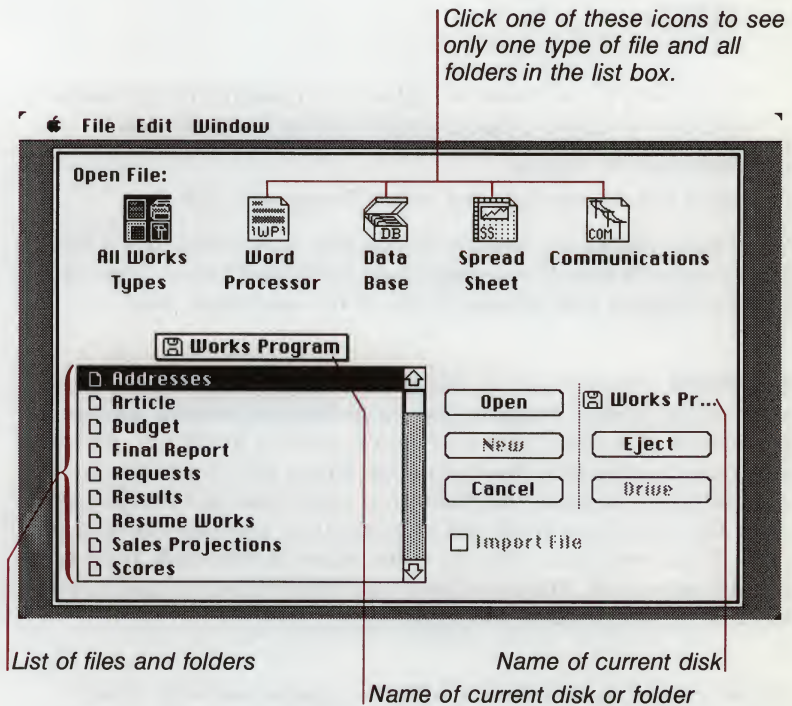 Click one of these icons to see
only one type of file and all
folders in the list box.
File Edit Window
Open File:
WP
DB
$$
COM
All Works
Types
Word
Processor
Data
Base
Spread
Sheet
Communications
Works Program
Addresses
Article
Budget
Final Report
Requests
Results
Resume Works
Sales Projections
Scores
Open
New
Cancel
Works Pr...
Eject
Drive
Import File
List of files and folders
Name of current disk
Name of current disk or folder